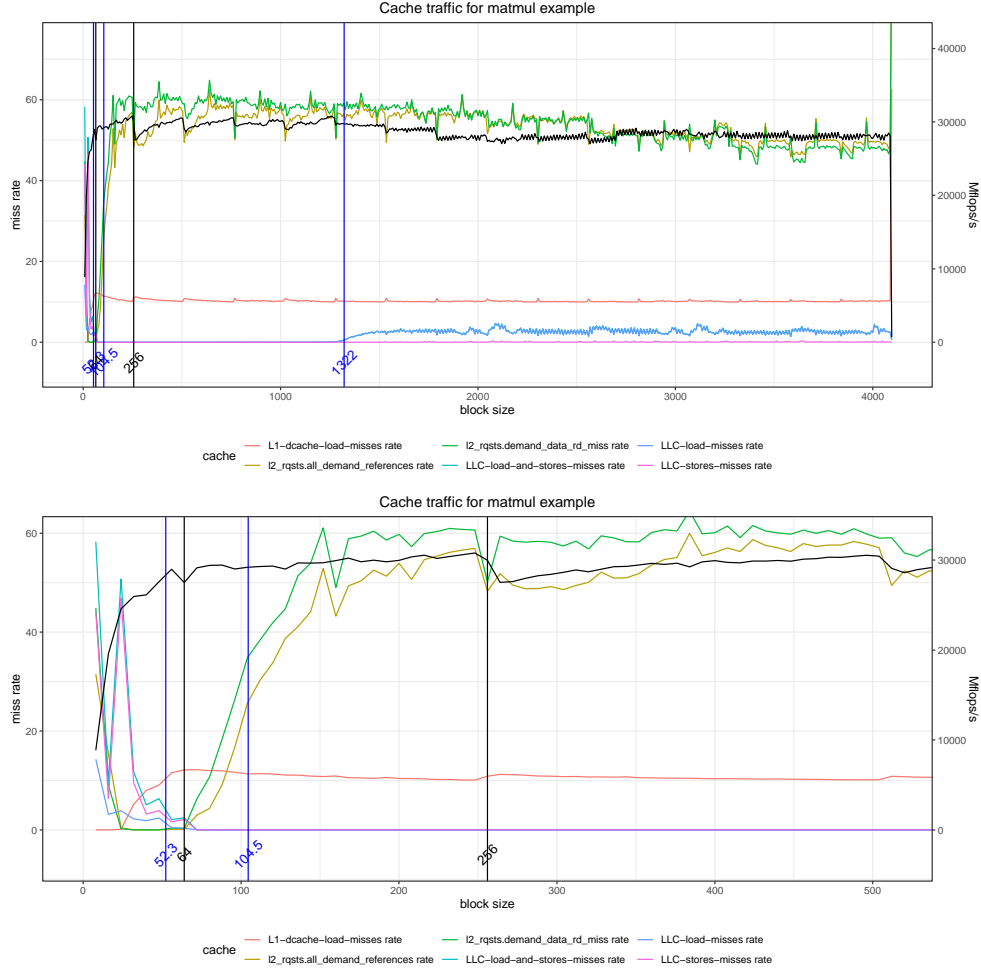 Cache traffic for matmul example
miss rate
60
40
20
0
40000
30000
20000
10000
0
Mflops/s
104.5
256
1322
0
1000
2000
3000
4000
block size
cache
L1−dcache−load−misses rate
l2_rqsts.demand_data_rd_miss rate
LLC−load−misses rate
l2_rqsts.all_demand_references rate
LLC−load−and−stores−misses rate
LLC−stores−misses rate
Cache traffic for matmul example
miss rate
60
40
20
0
30000
20000
10000
0
Mflops/s
52.3
64
104.5
256
0
100
200
300
400
500
block size
cache
L1−dcache−load−misses rate
l2_rqsts.demand_data_rd_miss rate
LLC−load−misses rate
l2_rqsts.all_demand_references rate
LLC−load−and−stores−misses rate
LLC−stores−misses rate